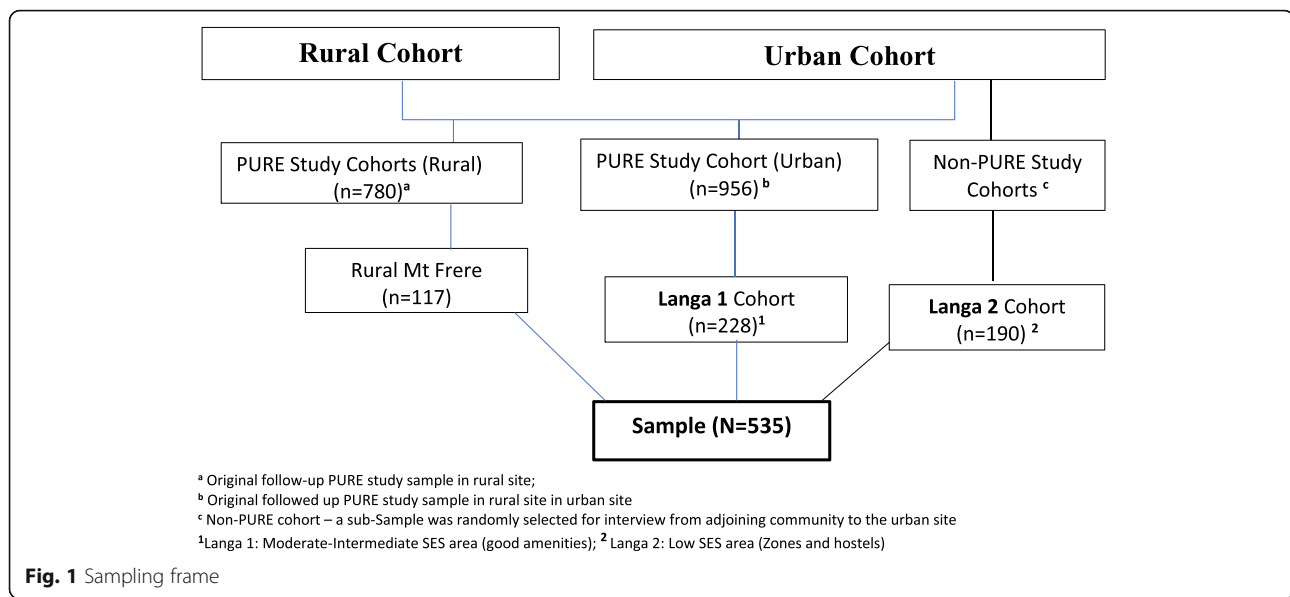 Rural Cohort
Urban Cohort
PURE Study Cohorts (Rural)
(n=780)a
PURE Study Cohort (Urban)
(n=956) b
Non-PURE Study
Cohorts c
Rural Mt Frere
(n=117)
Langa 1 Cohort
(n=228)1
Langa 2 Cohort
(n=190) 2
Sample (N=535)
a Original follow-up PURE study sample in rural site;
b Original followed up PURE study sample in rural site in urban site
c Non-PURE cohort – a sub-Sample was randomly selected for interview from adjoining community to the urban site
1Langa 1: Moderate-Intermediate SES area (good amenities); 2 Langa 2: Low SES area (Zones and hostels)
Fig. 1 Sampling frame